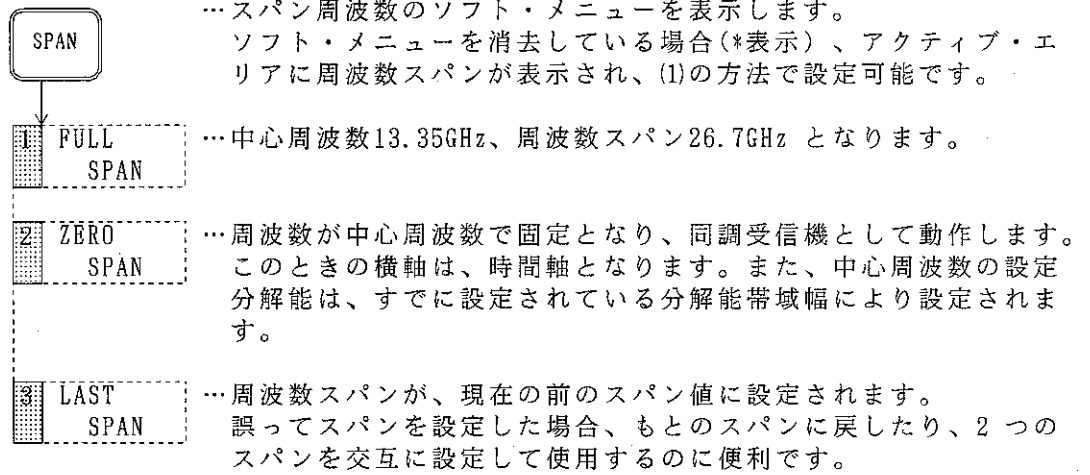 …スパン周波数のソフト・メニューを表示します。
SPAN
ソフト・メニューを消去している場合(*表示)、アクティブ・エ
リアに周波数スパンが表示され、(1)の方法で設定可能です。
1 FULL …中心周波数13.35GHz、周波数スパン26.7GHz となります。
SPAN
2 ZERO …周波数が中心周波数で固定となり、同調受信機として動作します。
SPAN このときの横軸は、時間軸となります。また、中心周波数の設定
分解能は、すでに設定されている分解能帯域幅により設定されま
す。
3 LAST …周波数スパンが、現在の前のスパン値に設定されます。
SPAN 誤ってスパンを設定した場合、もとのスパンに戻したり、2 つの
スパンを交互に設定して使用するのに便利です。